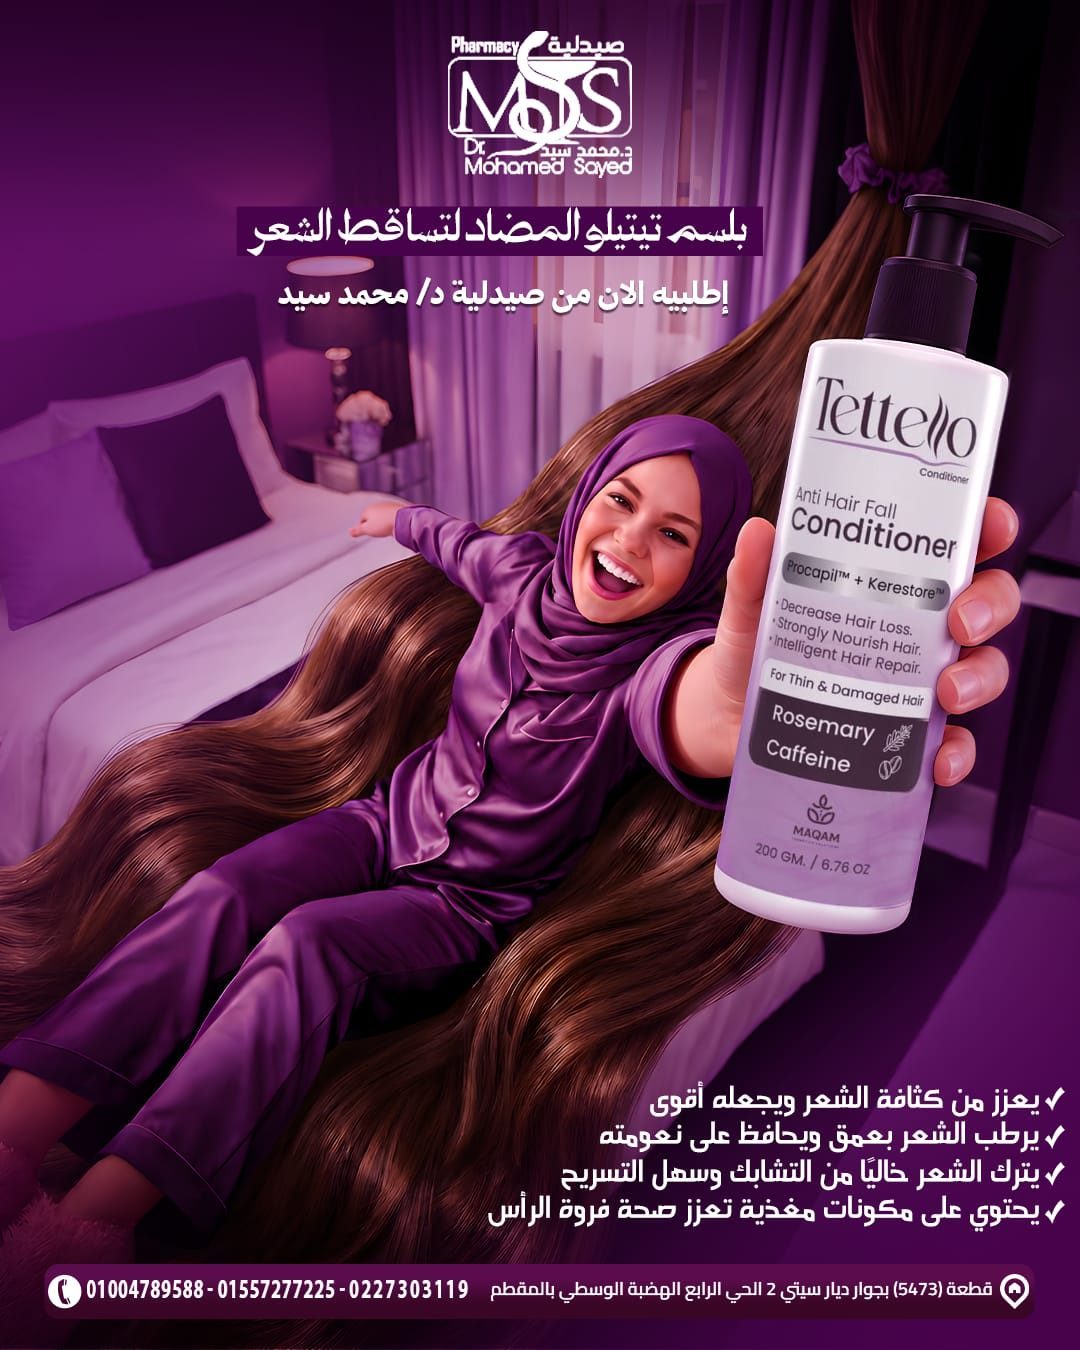 Pharmacy صيدلية
MS
Dr. د.محمد سيد
Mohamed Sayed
بلسم تيتيلو المضاد لتساقط الشعر
إطلبيه الان من صيدلية د/ محمد سيد
Tettello
Conditioner
Anti Hair Fall
Conditioner
Procapil™ + Kerestore™
• Decrease Hair Loss.
• Strongly Nourish Hair.
• Intelligent Hair Repair.
For Thin & Damaged Hair
Rosemary
Caffeine
MAQAM
200 GM. / 6.76 OZ
✓ يعزز من كثافة الشعر ويجعله أقوى
✓ يرطب الشعر بعمق ويحافظ على نعومته
✓ يترك الشعر خاليًا من التشابك وسهل التسريح
✓ يحتوي على مكونات مغذية تعزز صحة فروة الرأس
قطعة (5473) بجوار ديار سيتي 2 الحي الرابع الهضبة الوسطي بالمقطم
01004789588 - 01557277225 - 0227303119